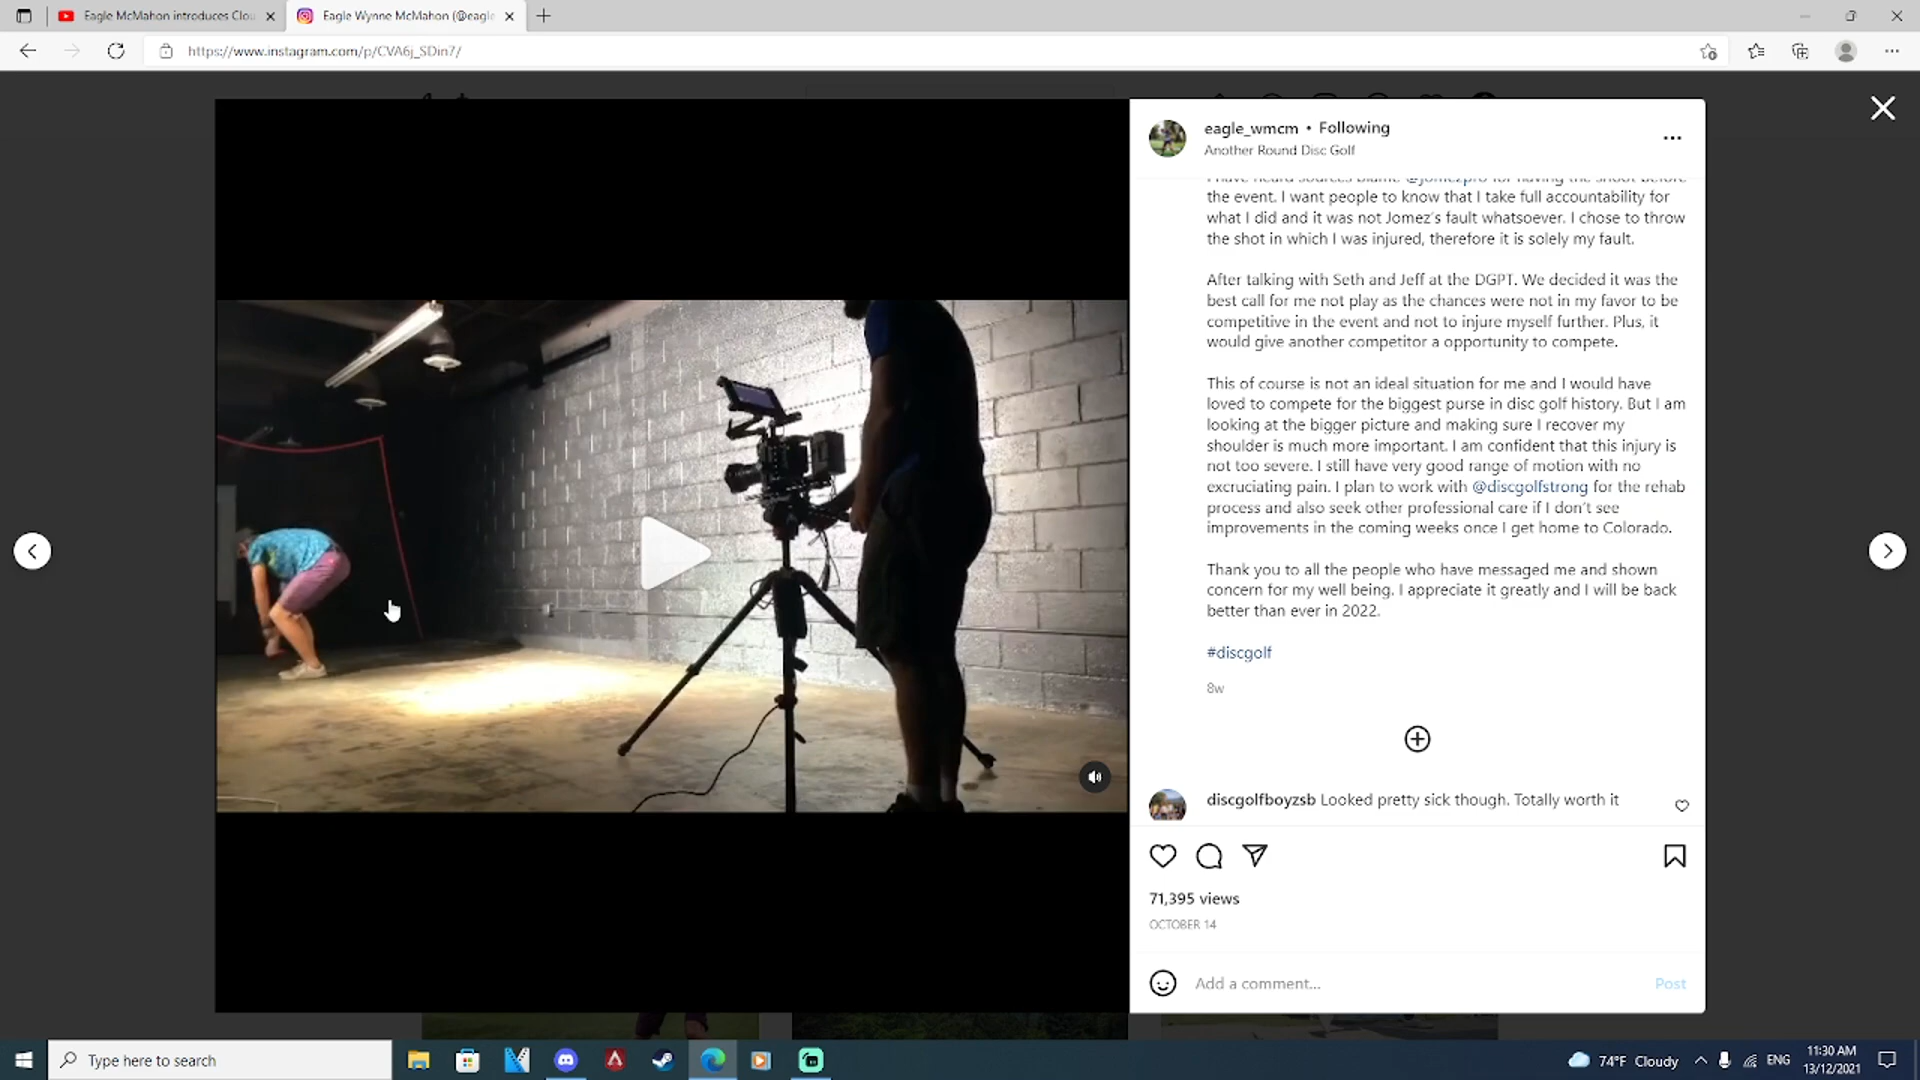 Eagle McMahon introduces Clou
Eagle Wynne McMahon (@eagle
https://www.instagram.com/p/CVA6j_SDin7/
eagle_wmcm • Following
Another Round Disc Golf
I have heard sources blame @jomezpro for having the shoot before
the event. I want people to know that I take full accountability for
what I did and it was not Jomez's fault whatsoever. I chose to throw
the shot in which I was injured, therefore it is solely my fault.
After talking with Seth and Jeff at the DGPT. We decided it was the
best call for me not play as the chances were not in my favor to be
competitive in the event and not to injure myself further. Plus, it
would give another competitor a opportunity to compete.
This of course is not an ideal situation for me and I would have
loved to compete for the biggest purse in disc golf history. But I am
looking at the bigger picture and making sure I recover my
shoulder is much more important. I am confident that this injury is
not too severe. I still have very good range of motion with no
excruciating pain. I plan to work with @discgolfstrong for the rehab
process and also seek other professional care if I don't see
improvements in the coming weeks once I get home to Colorado.
Thank you to all the people who have messaged me and shown
concern for my well being. I appreciate it greatly and I will be back
better than ever in 2022.
#discgolf
8w
discgolfboyzsb Looked pretty sick though. Totally worth it
71,395 views
OCTOBER 14
Add a comment... Post
Type here to search
74°F Cloudy
ENG
11:30 AM
13/12/2021